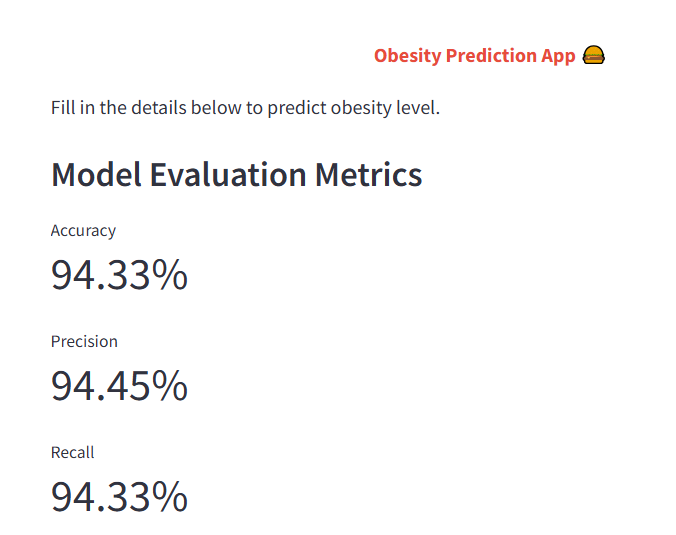 Obesity Prediction App 🍔
Fill in the details below to predict obesity level.
Model Evaluation Metrics
Accuracy
94.33%
Precision
94.45%
Recall
94.33%